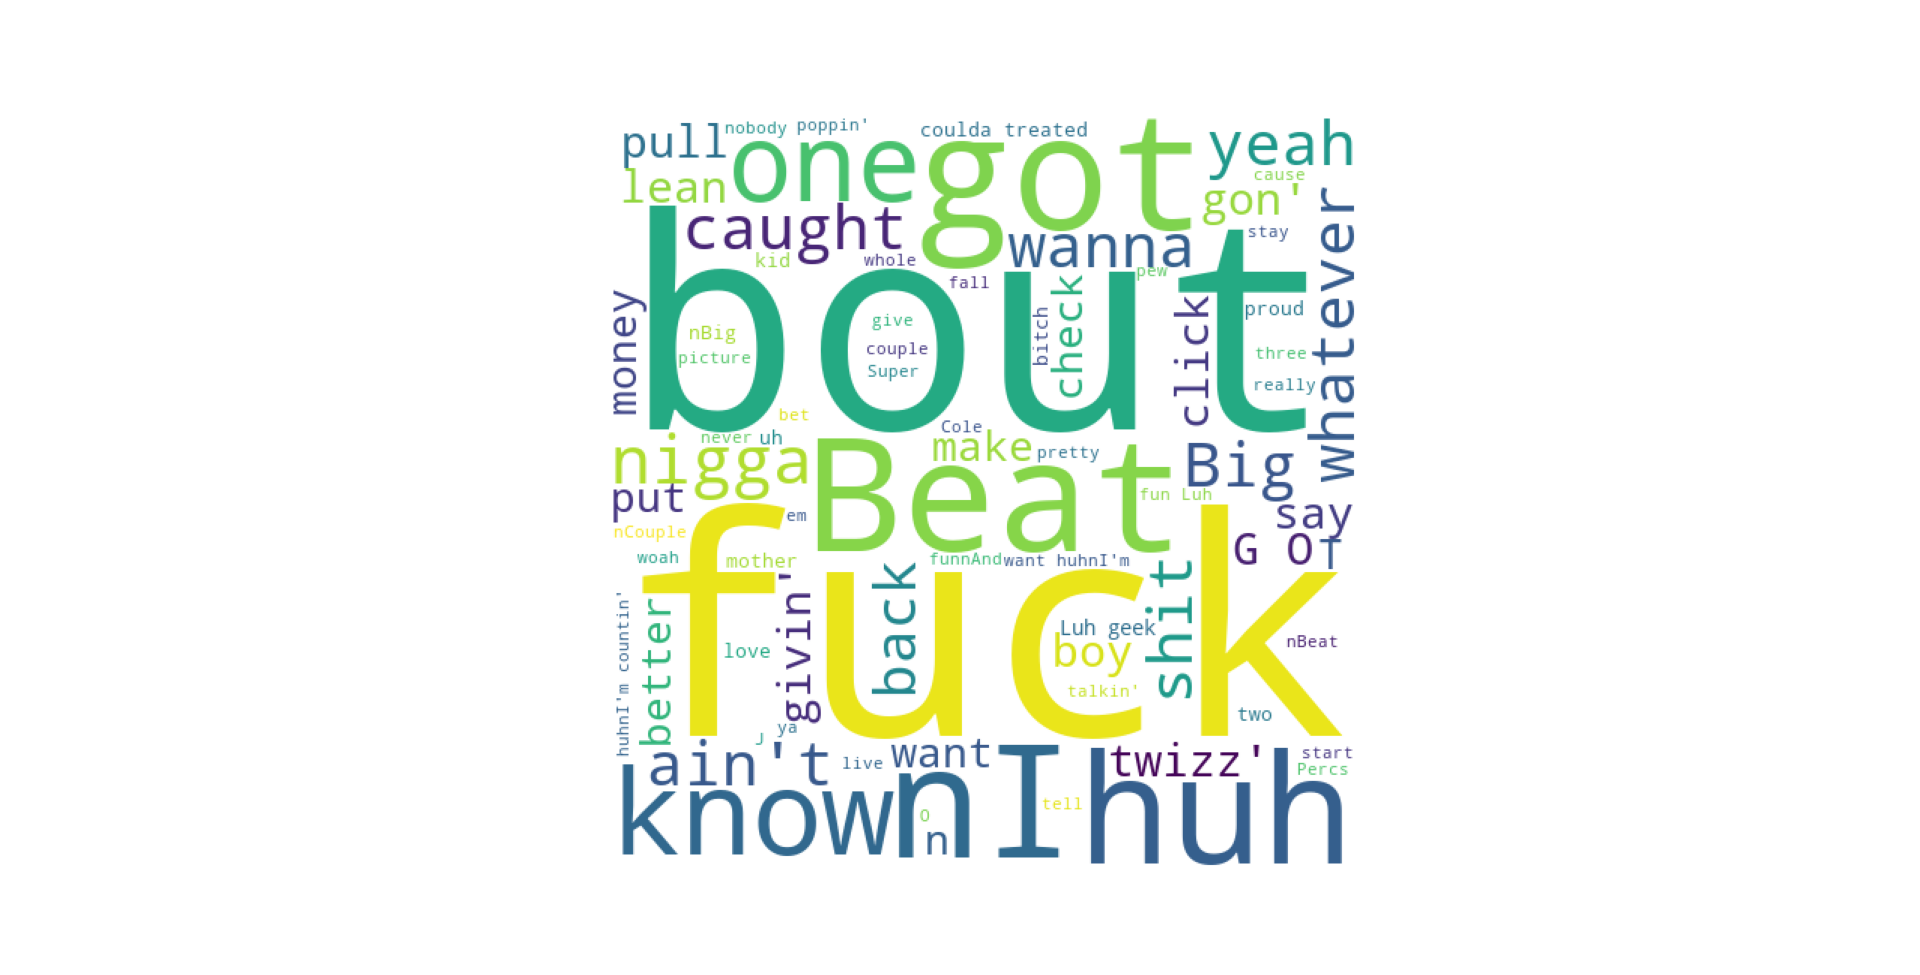 nobody
poppin'
coulda treated
pull
one
got
yeah
cause
lean
gon'
whatever
caught
wanna
stay
kid
whole
pew
fall
bout
money
check
click
proud
nBig
give
bitch
picture
couple
three
Super
really
bet
Cole
never
uh
make
pretty
nigga
Beat
Big
put
fun Luh
say
em
nCouple
G O
T
woah
mother
funnAnd
want huhnI'm
fuck
givin'
back
shit
huhnI'm countin'
better
Luh geek
love
boy
nBeat
talkin'
two
ya
J
ain't
live
want
twizz'
start
Percs
known
nI
huh
tell
O
n